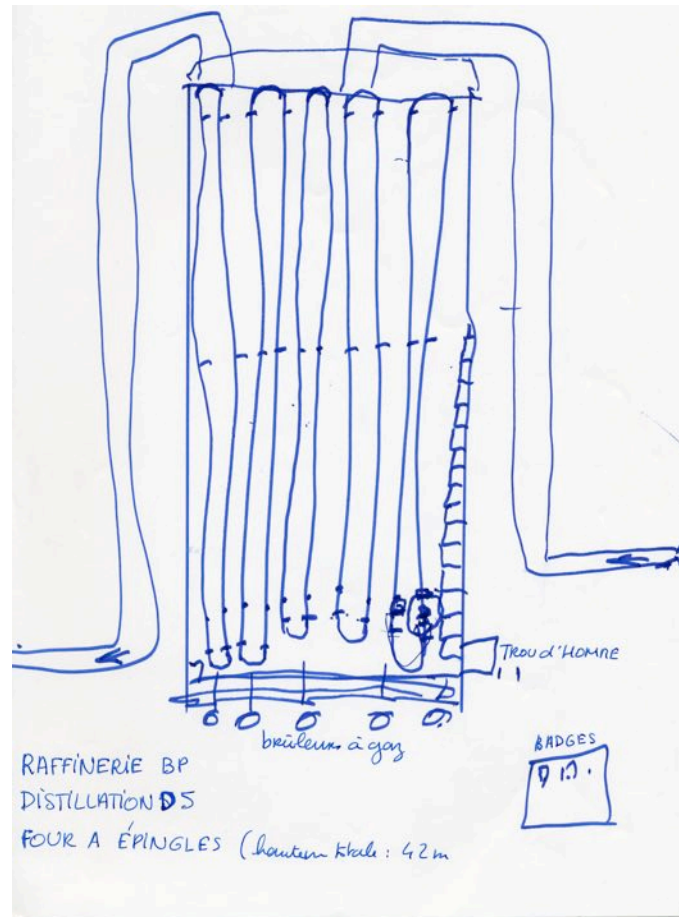 TROU d'HOMME
brûleurs à gaz
BADGES
RAFFINERIE BP
DISTILLATION D5
FOUR A ÉPINGLES (hauteur totale : 42m